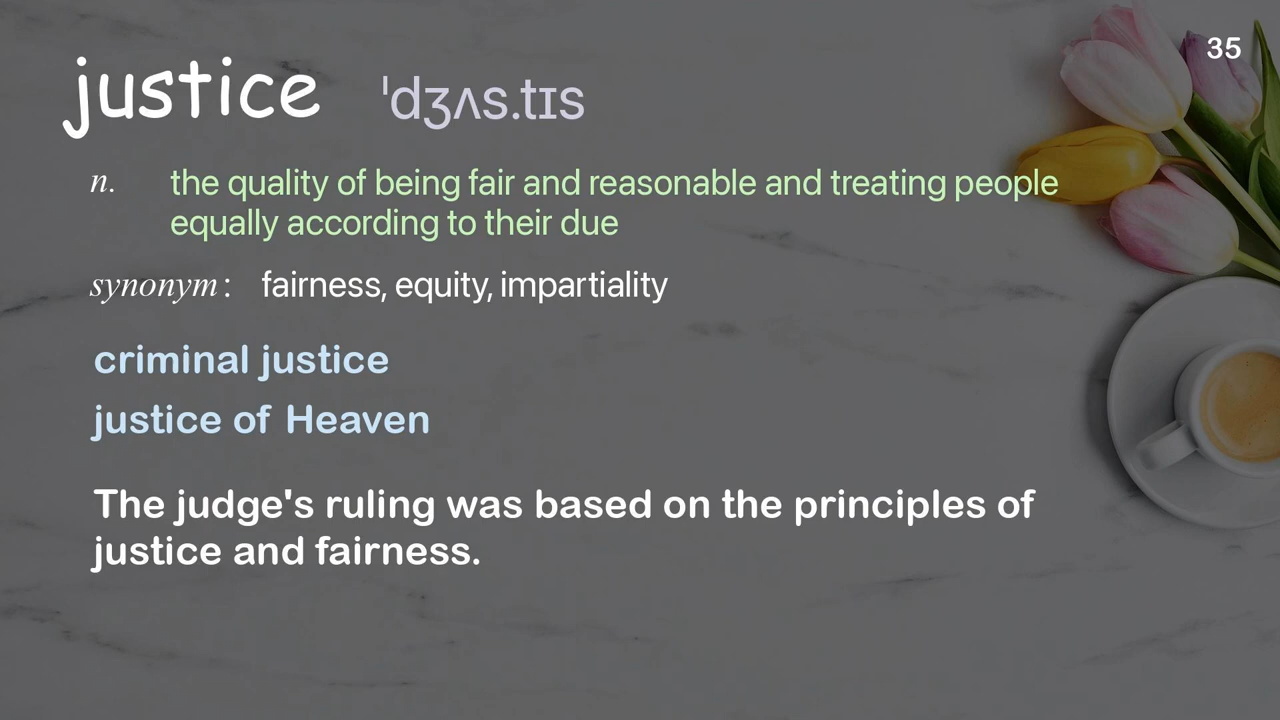 35
justice ˈdʒʌs.tɪs
n. the quality of being fair and reasonable and treating people
equally according to their due
synonym: fairness, equity, impartiality
criminal justice
justice of Heaven
The judge's ruling was based on the principles of
justice and fairness.